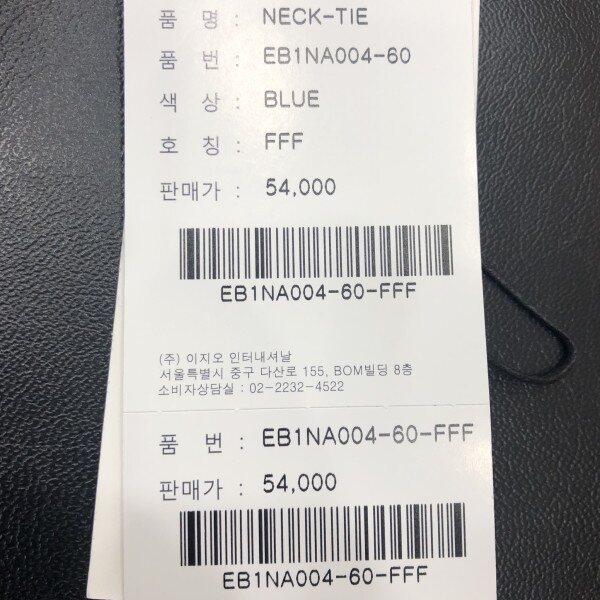 품 명 : NECK-TIE
품 번 : EB1NA004-60
색 상 : BLUE
호 칭 : FFF
판매가 : 54,000
EB1NA004-60-FFF
(주) 이지오 인터내셔날
서울특별시 중구 다산로 155, BOM빌딩 8층
소비자상담실 : 02-2232-4522
품 번 : EB1NA004-60-FFF
판매가 : 54,000
EB1NA004-60-FFF